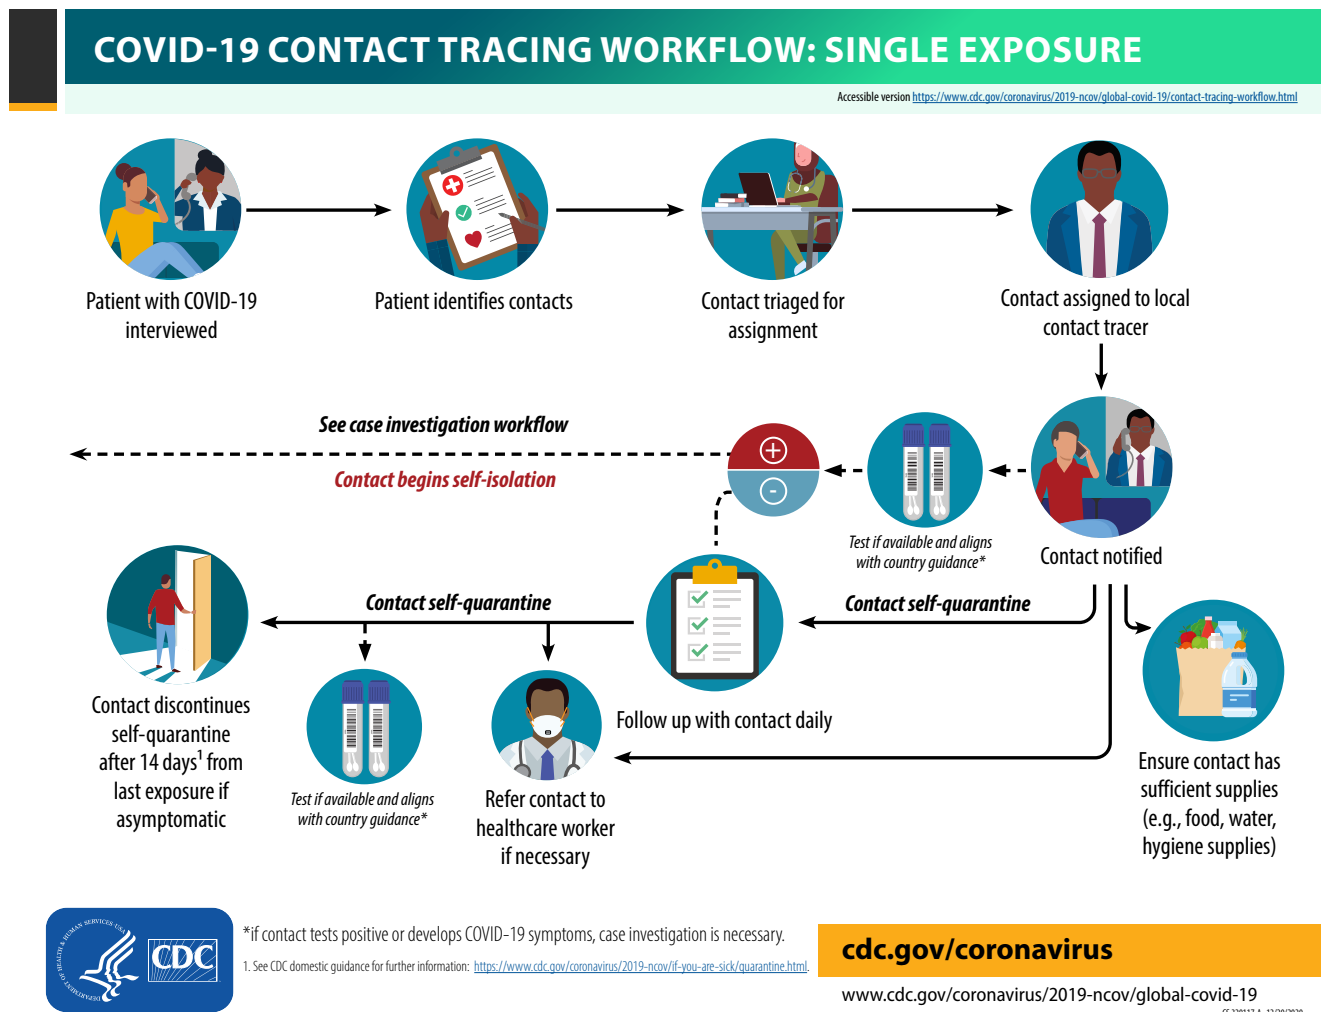 COVID-19 CONTACT TRACING WORKFLOW: SINGLE EXPOSURE
Accessible version https://www.cdc.gov/coronavirus/2019-ncov/global-covid-19/contact-tracing-workflow.html
Patient with COVID-19
interviewed
Patient identifies contacts
Contact triaged for
assignment
Contact assigned to local
contact tracer
See case investigation workflow
Contact begins self-isolation
+
-
Test if available and aligns
with country guidance*
Contact notified
Contact self-quarantine
Contact self-quarantine
Contact discontinues
self-quarantine
after 14 days1 from
last exposure if
asymptomatic
Test if available and aligns
with country guidance*
Refer contact to
healthcare worker
if necessary
Follow up with contact daily
Ensure contact has
sufficient supplies
(e.g., food, water,
hygiene supplies)
DEPARTMENT OF HEALTH & HUMAN SERVICES·USA
CDC
*if contact tests positive or develops COVID-19 symptoms, case investigation is necessary.
1. See CDC domestic guidance for further information: https://www.cdc.gov/coronavirus/2019-ncov/if-you-are-sick/quarantine.html.
cdc.gov/coronavirus
www.cdc.gov/coronavirus/2019-ncov/global-covid-19